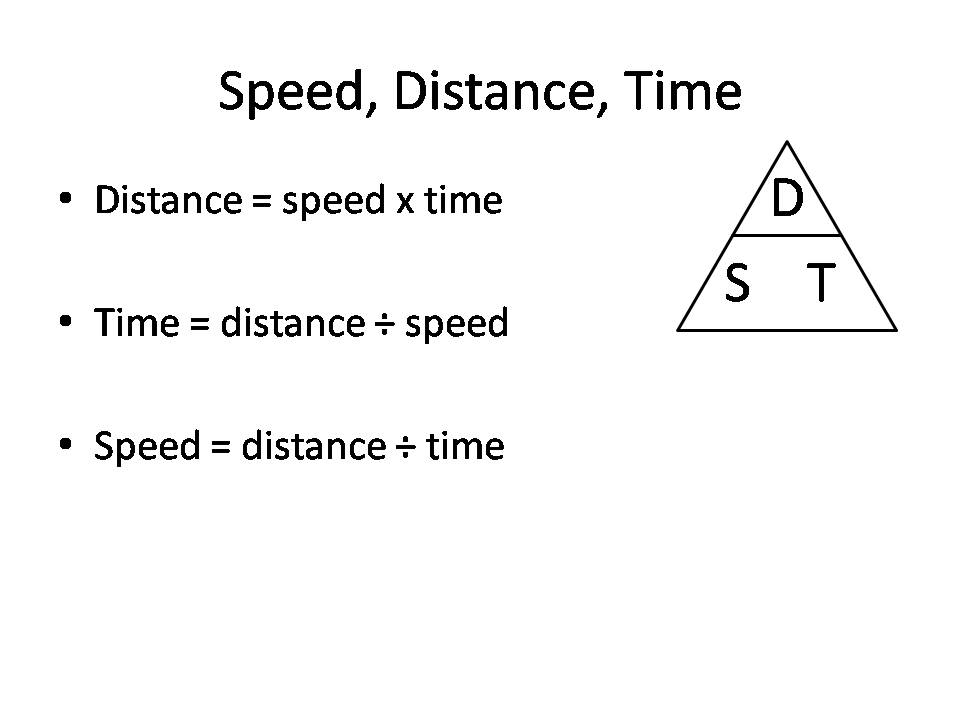 Speed, Distance, Time
• Distance = speed x time
• Time = distance ÷ speed
• Speed = distance ÷ time
D
S T